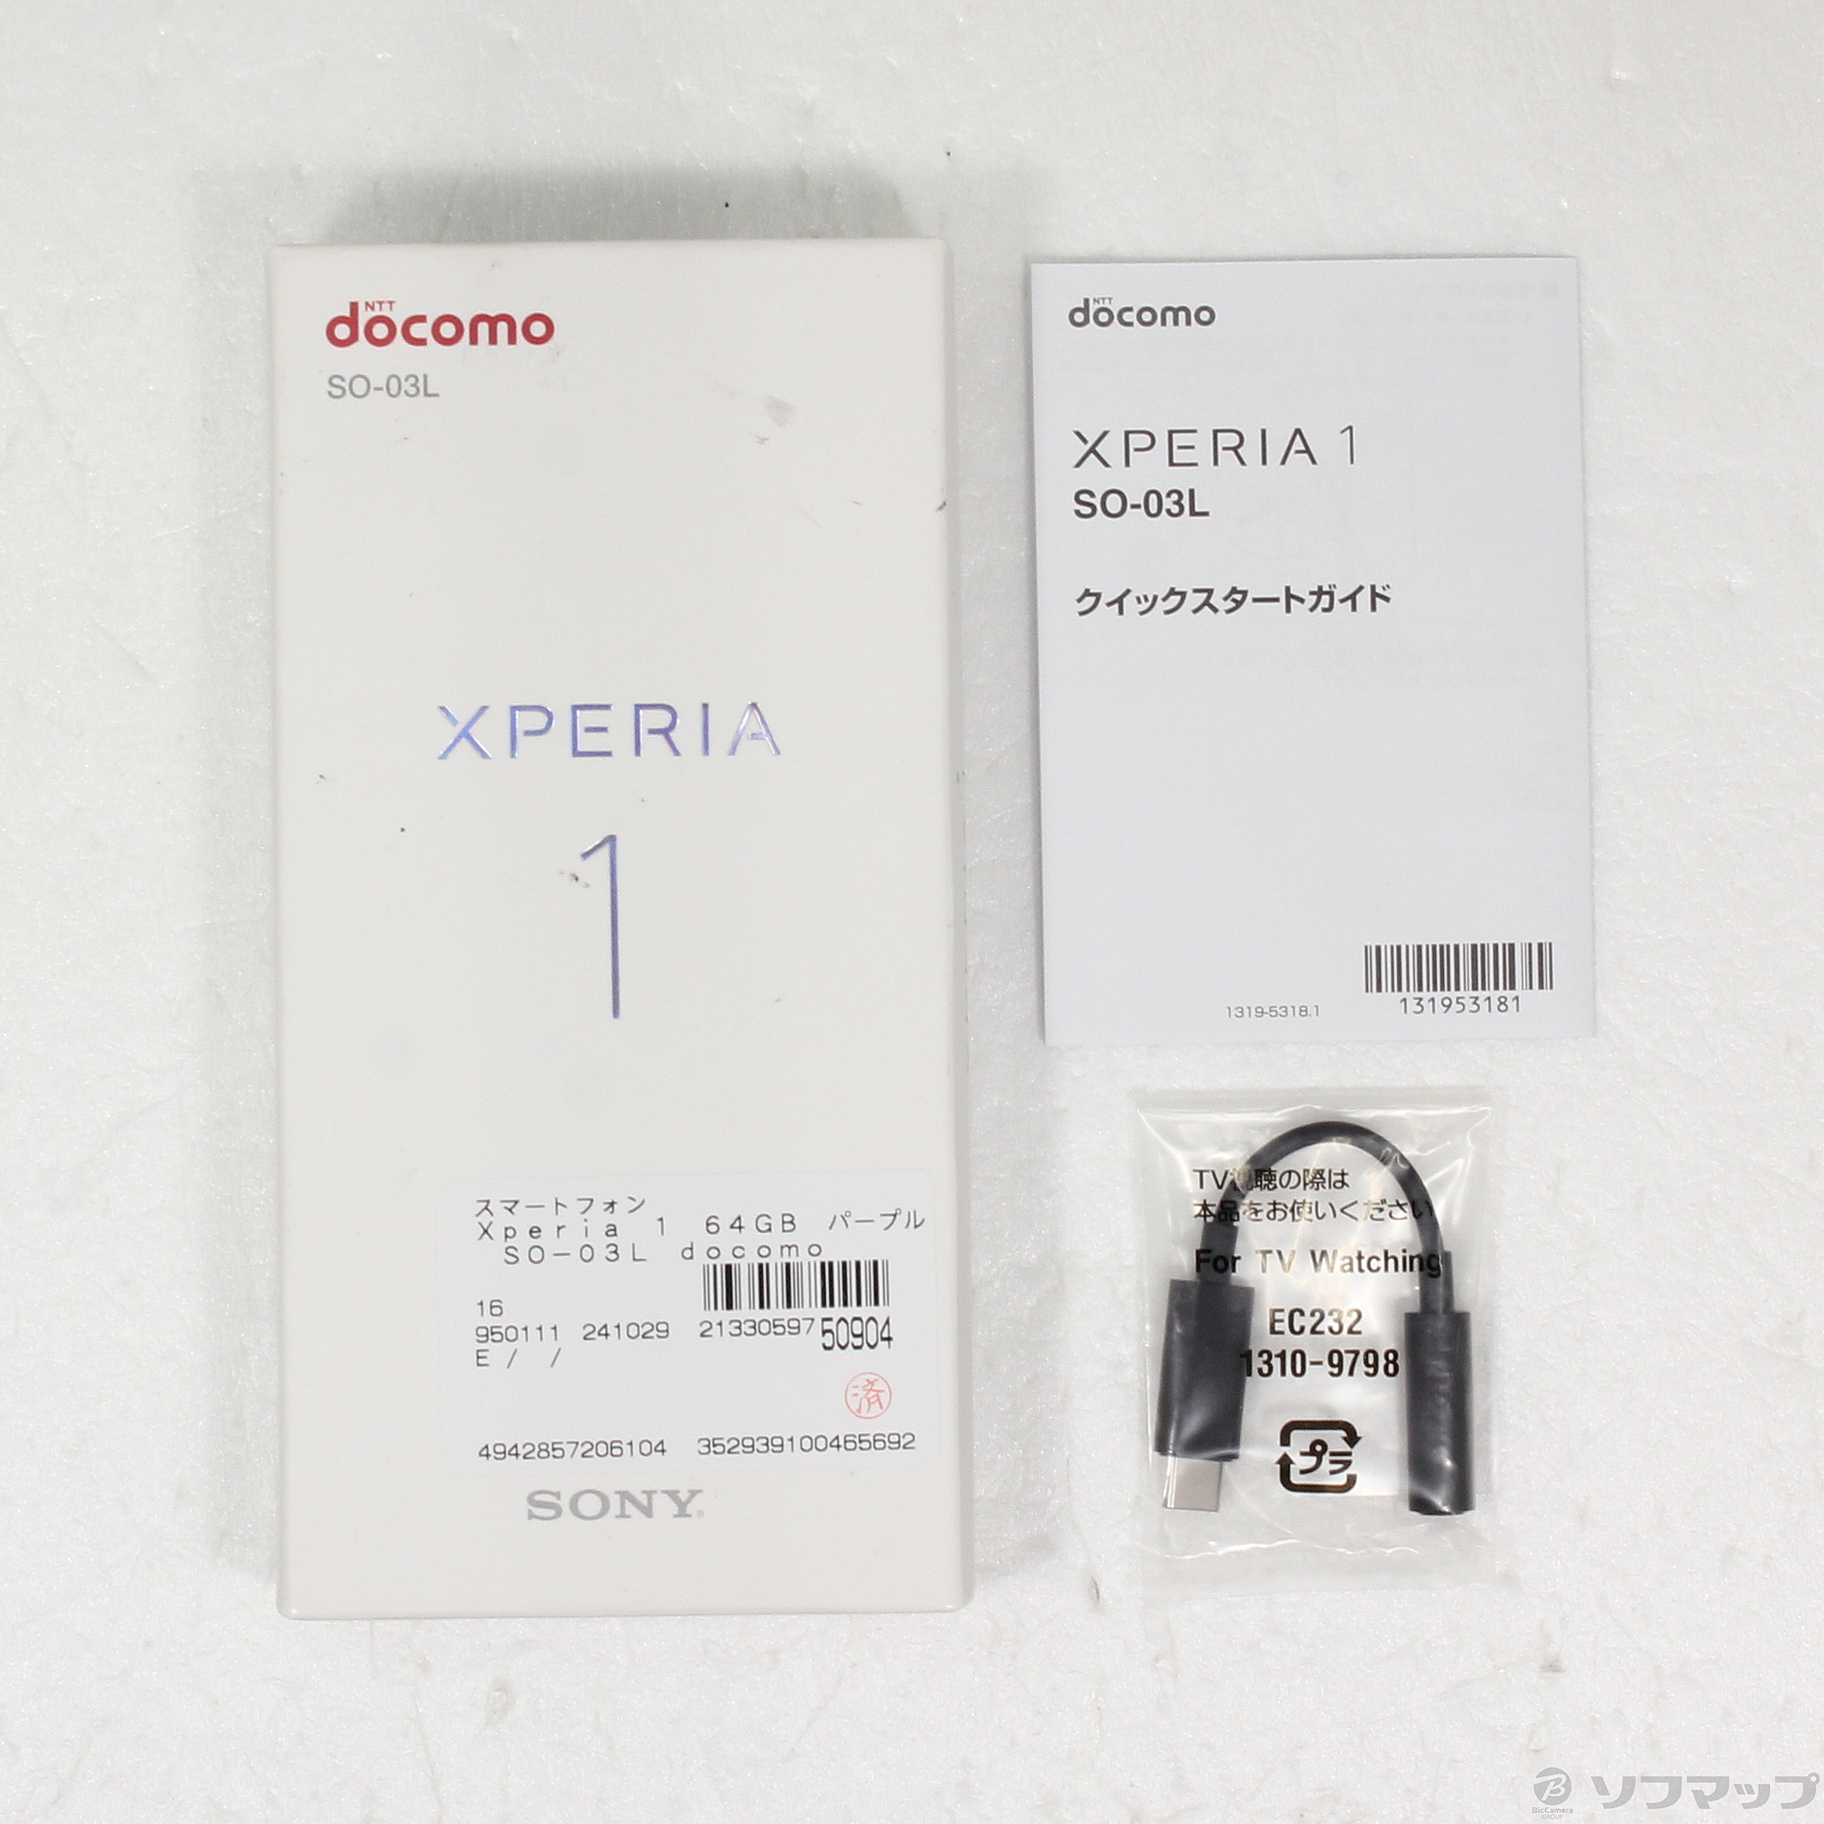 NTT
docomo
SO-03L
XPERIA
1
スマートフォン
Xperia 1 64GB パープル
SO-03L docomo
16
950111 241029 2133059750904
E / /
済
4942857206104 352939100465692
SONY
NTT
docomo
XPERIA 1
SO-03L
クイックスタートガイド
1319-5318.1
131953181
TV視聴の際は
本品をお使いください
For TV Watching
EC232
1310-9798
プラ
B
BicCamera
GROUP
ソフマップ